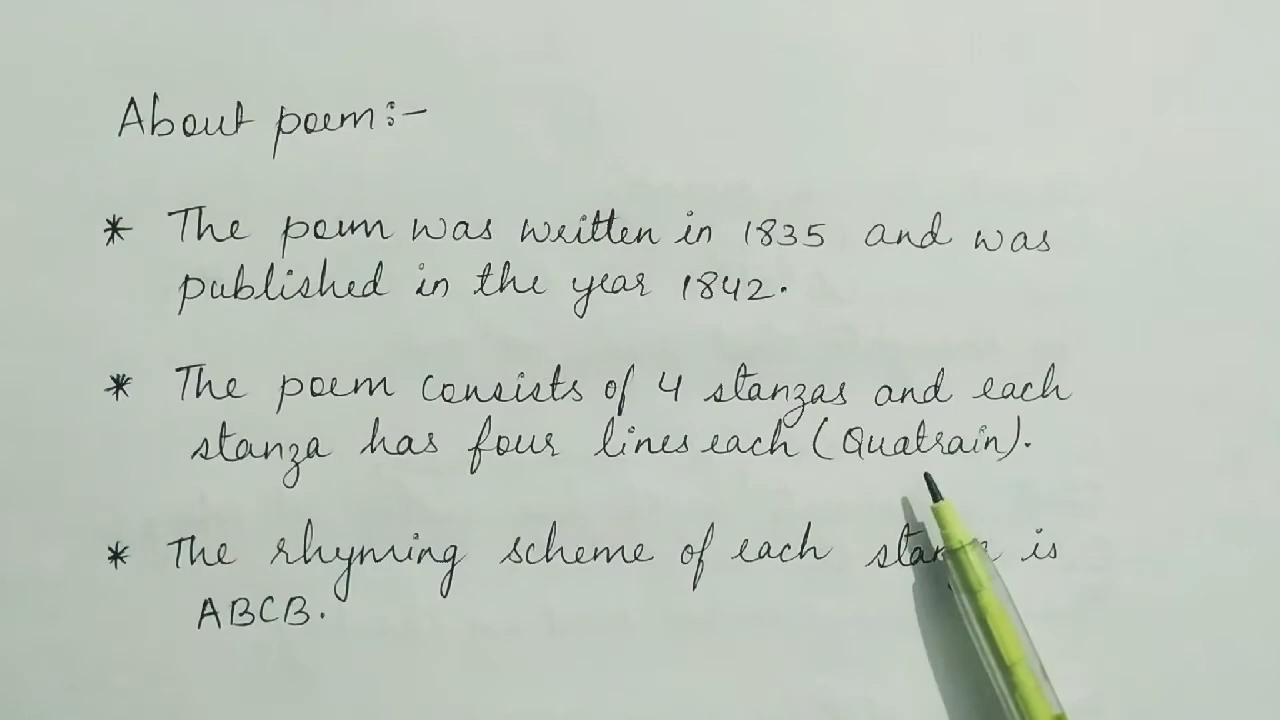 About poem:-
* The poem was written in 1835 and was
published in the year 1842.
* The poem consists of 4 stanzas and each
stanza has four lines each (Quatrain).
* The rhyming scheme of each is
ABCB.